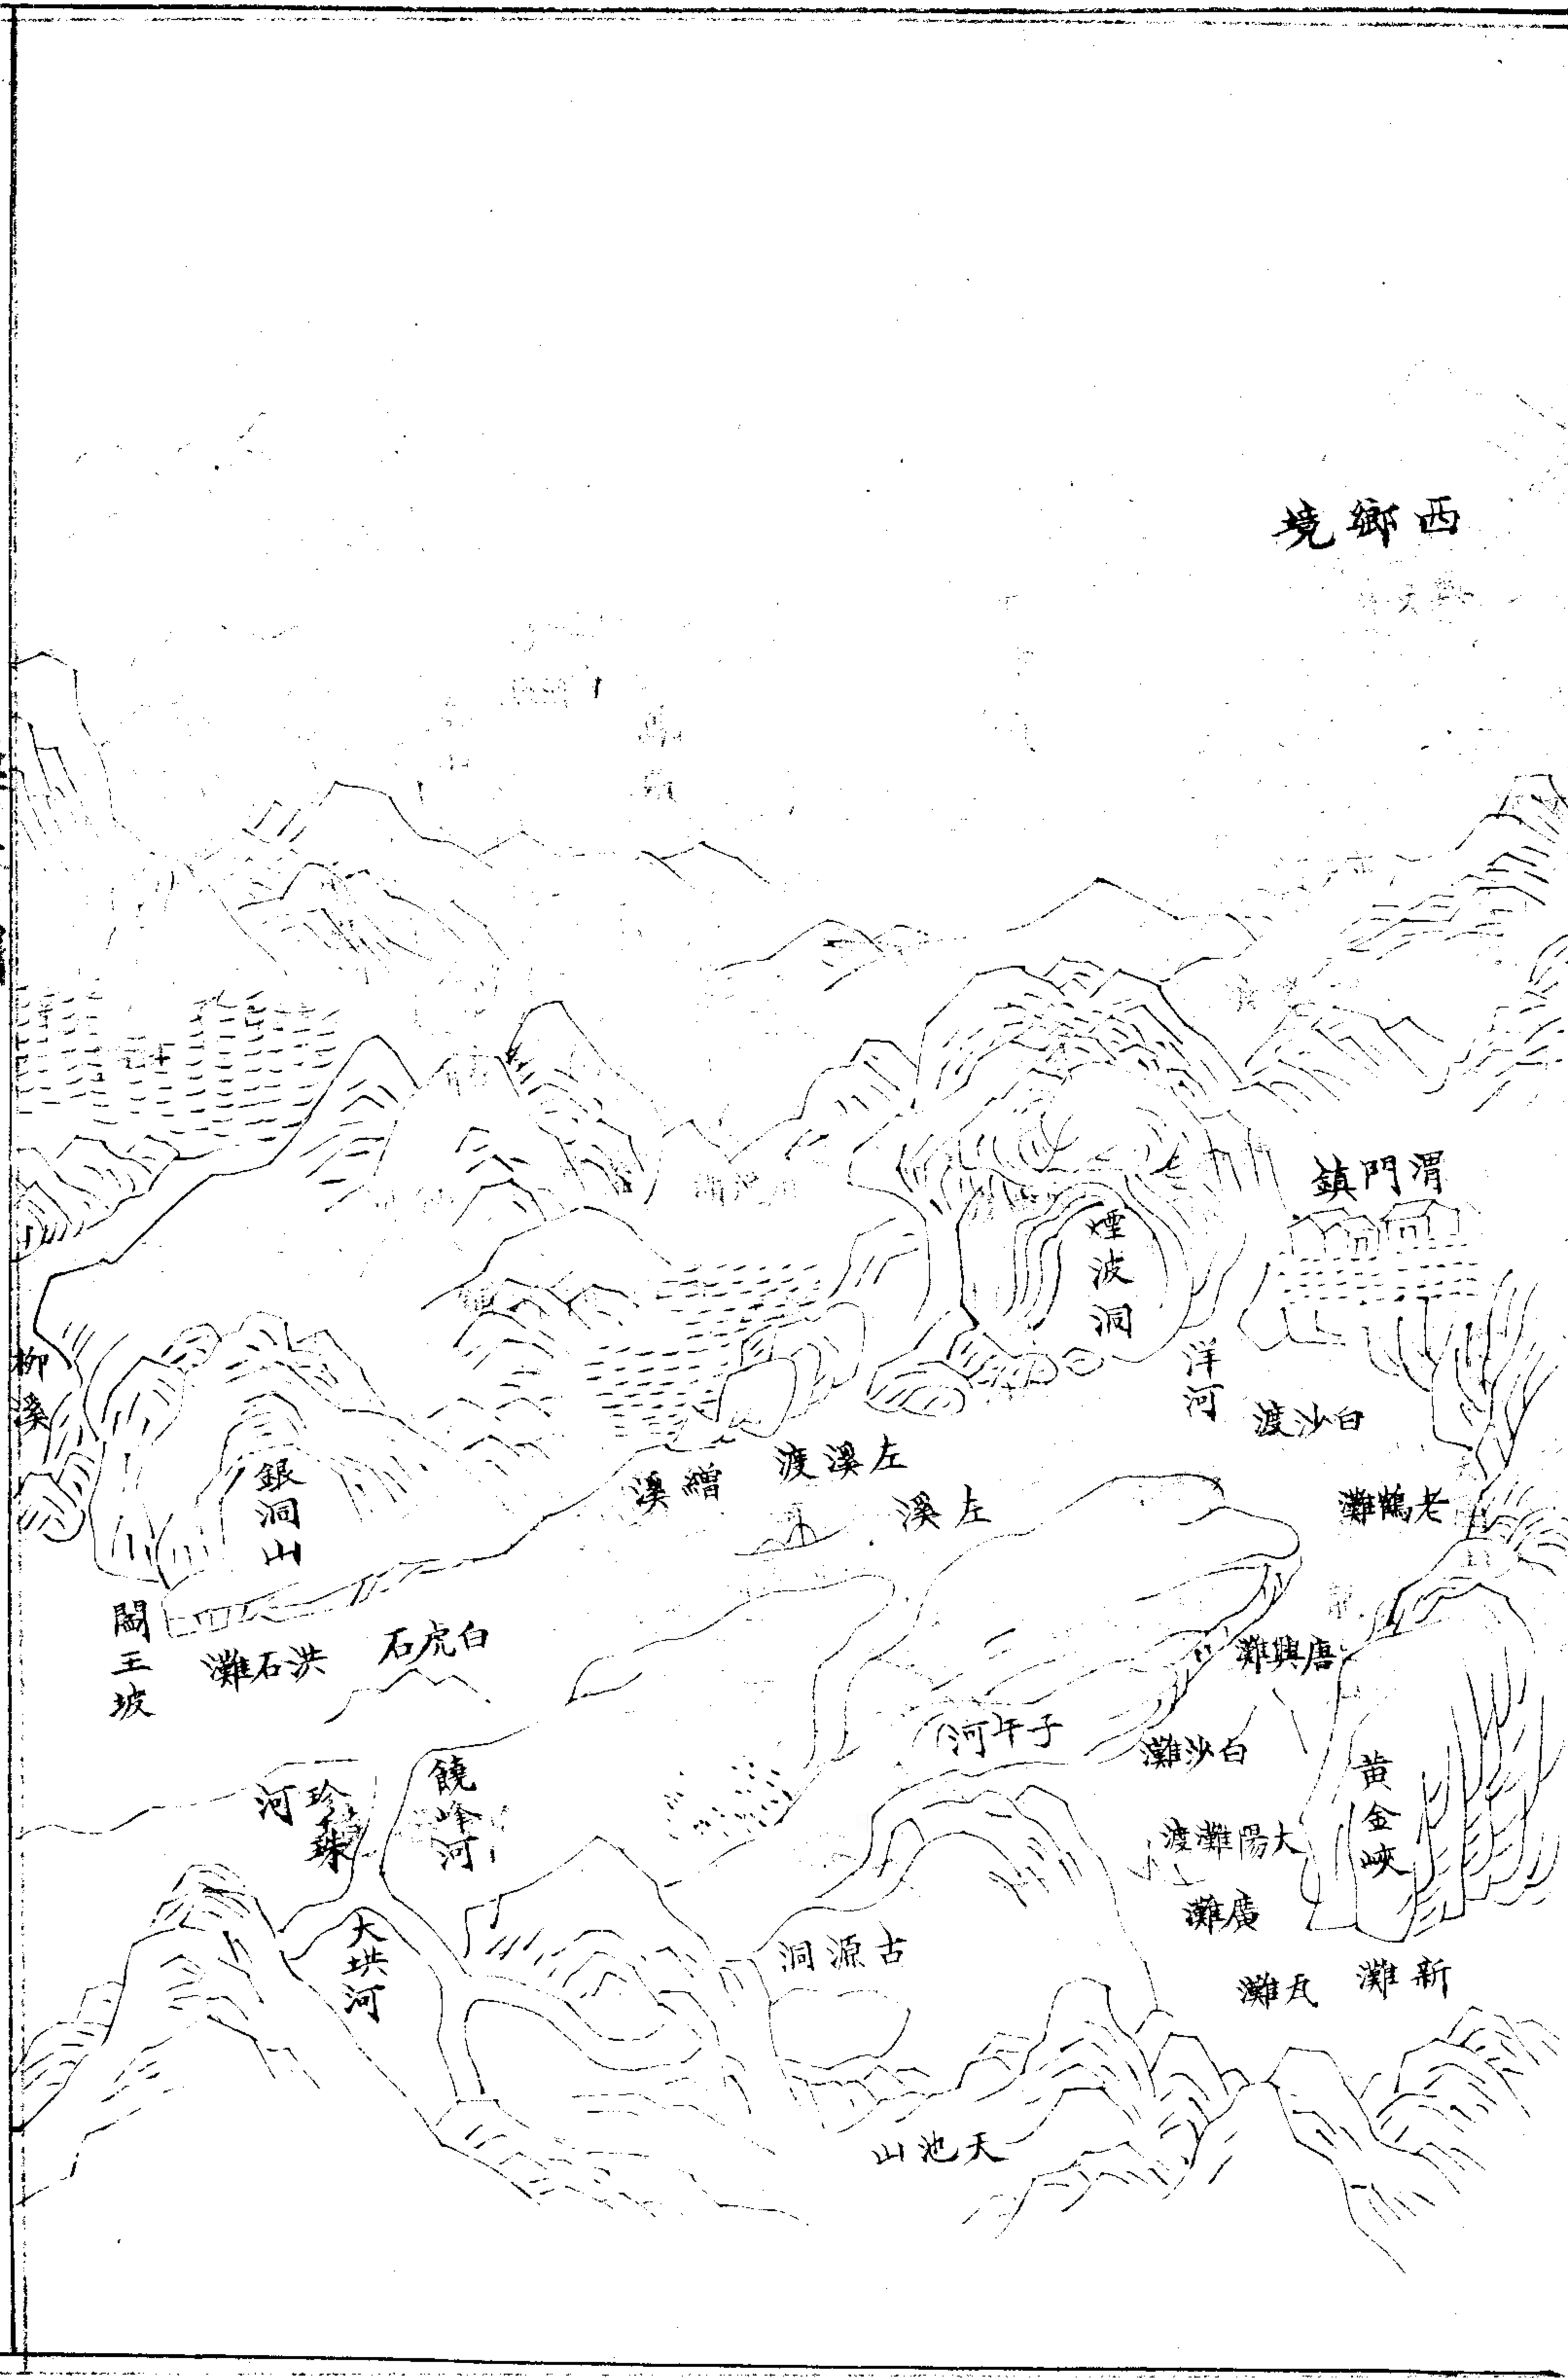 西鄉境
渭門鎮
煙波洞
洋河
白沙渡
老鸛灘
左溪渡
左溪
繒溪
柳溪
銀洞山
閻王坡
洪石灘
白虎石
唐興灘
子午河
白沙灘
黃金峽
大陽灘渡
廣灘
瓦灘
新灘
饒峰河
珍珠河
大垬河
古源洞
天池山